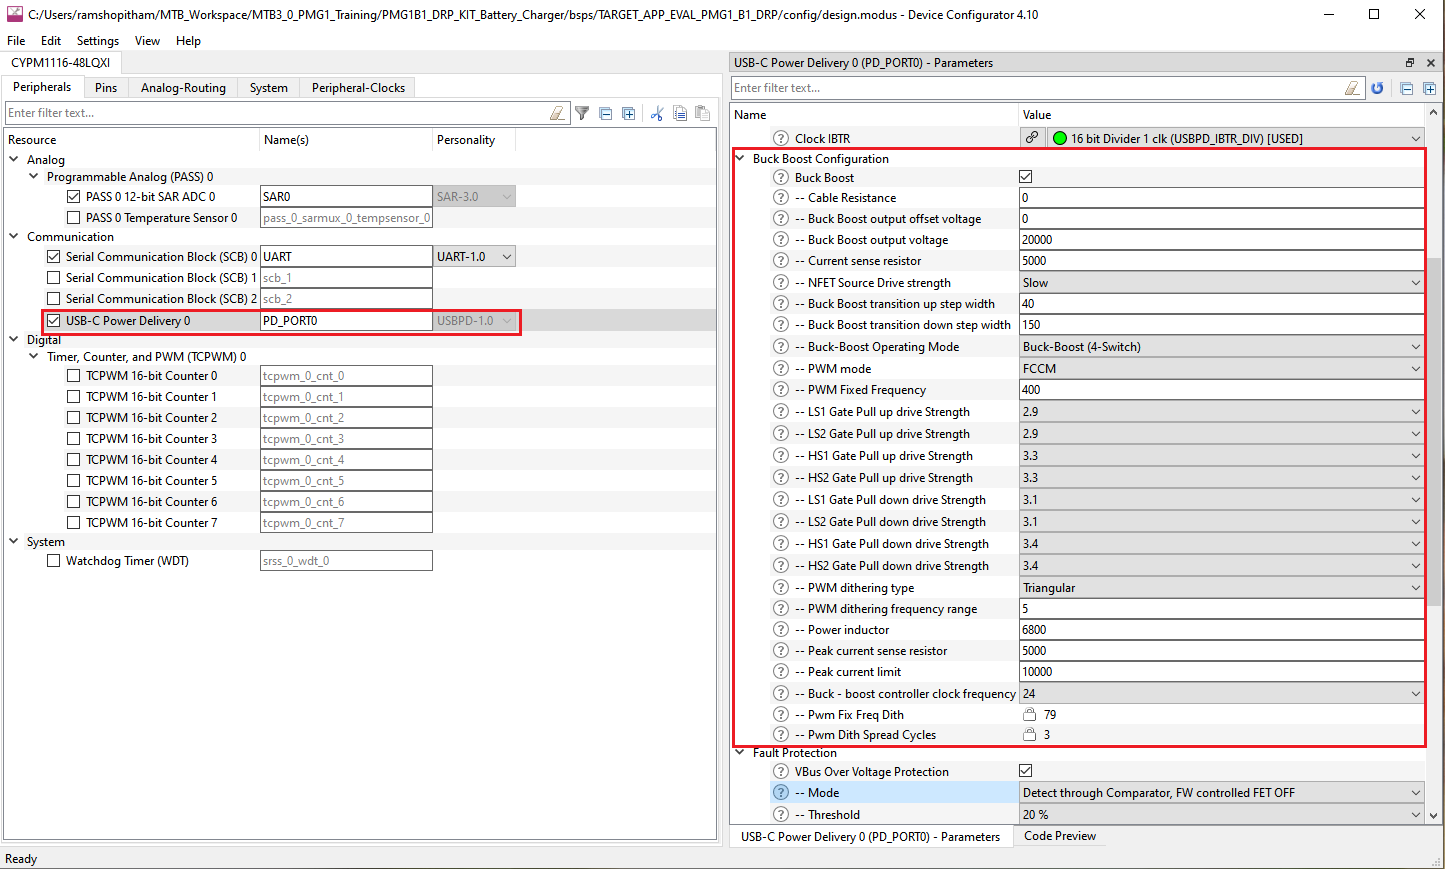 C:/Users/ramshopitham/MTB_Workspace/MTB3_0_PMG1_Training/PMG1B1_DRP_KIT_Battery_Charger/bsps/TARGET_APP_EVAL_PMG1_B1_DRP/config/design.modus - Device Configurator 4.10
File Edit Settings View Help
CYPM1116-48LQXI
Peripherals Pins Analog-Routing System Peripheral-Clocks
Enter filter text...
Resource Name(s) Personality
Analog
Programmable Analog (PASS) 0
PASS 0 12-bit SAR ADC 0 SAR0 SAR-3.0
PASS 0 Temperature Sensor 0 pass_0_sarmux_0_tempsensor_0
Communication
Serial Communication Block (SCB) 0 UART UART-1.0
Serial Communication Block (SCB) 1 scb_1
Serial Communication Block (SCB) 2 scb_2
USB-C Power Delivery 0 PD_PORT0 USBPD-1.0
Digital
Timer, Counter, and PWM (TCPWM) 0
TCPWM 16-bit Counter 0 tcpwm_0_cnt_0
TCPWM 16-bit Counter 1 tcpwm_0_cnt_1
TCPWM 16-bit Counter 2 tcpwm_0_cnt_2
TCPWM 16-bit Counter 3 tcpwm_0_cnt_3
TCPWM 16-bit Counter 4 tcpwm_0_cnt_4
TCPWM 16-bit Counter 5 tcpwm_0_cnt_5
TCPWM 16-bit Counter 6 tcpwm_0_cnt_6
TCPWM 16-bit Counter 7 tcpwm_0_cnt_7
System
Watchdog Timer (WDT) srss_0_wdt_0
USB-C Power Delivery 0 (PD_PORT0) - Parameters
Enter filter text...
Name Value
Clock IBTR 16 bit Divider 1 clk (USBPD_IBTR_DIV) [USED]
Buck Boost Configuration
Buck Boost
-- Cable Resistance 0
-- Buck Boost output offset voltage 0
-- Buck Boost output voltage 20000
-- Current sense resistor 5000
-- NFET Source Drive strength Slow
-- Buck Boost transition up step width 40
-- Buck Boost transition down step width 150
-- Buck-Boost Operating Mode Buck-Boost (4-Switch)
-- PWM mode FCCM
-- PWM Fixed Frequency 400
-- LS1 Gate Pull up drive Strength 2.9
-- LS2 Gate Pull up drive Strength 2.9
-- HS1 Gate Pull up drive Strength 3.3
-- HS2 Gate Pull up drive Strength 3.3
-- LS1 Gate Pull down drive Strength 3.1
-- LS2 Gate Pull down drive Strength 3.1
-- HS1 Gate Pull down drive Strength 3.4
-- HS2 Gate Pull down drive Strength 3.4
-- PWM dithering type Triangular
-- PWM dithering frequency range 5
-- Power inductor 6800
-- Peak current sense resistor 5000
-- Peak current limit 10000
-- Buck - boost controller clock frequency 24
-- Pwm Fix Freq Dith 79
-- Pwm Dith Spread Cycles 3
Fault Protection
VBus Over Voltage Protection
-- Mode Detect through Comparator, FW controlled FET OFF
-- Threshold 20 %
USB-C Power Delivery 0 (PD_PORT0) - Parameters Code Preview
Ready